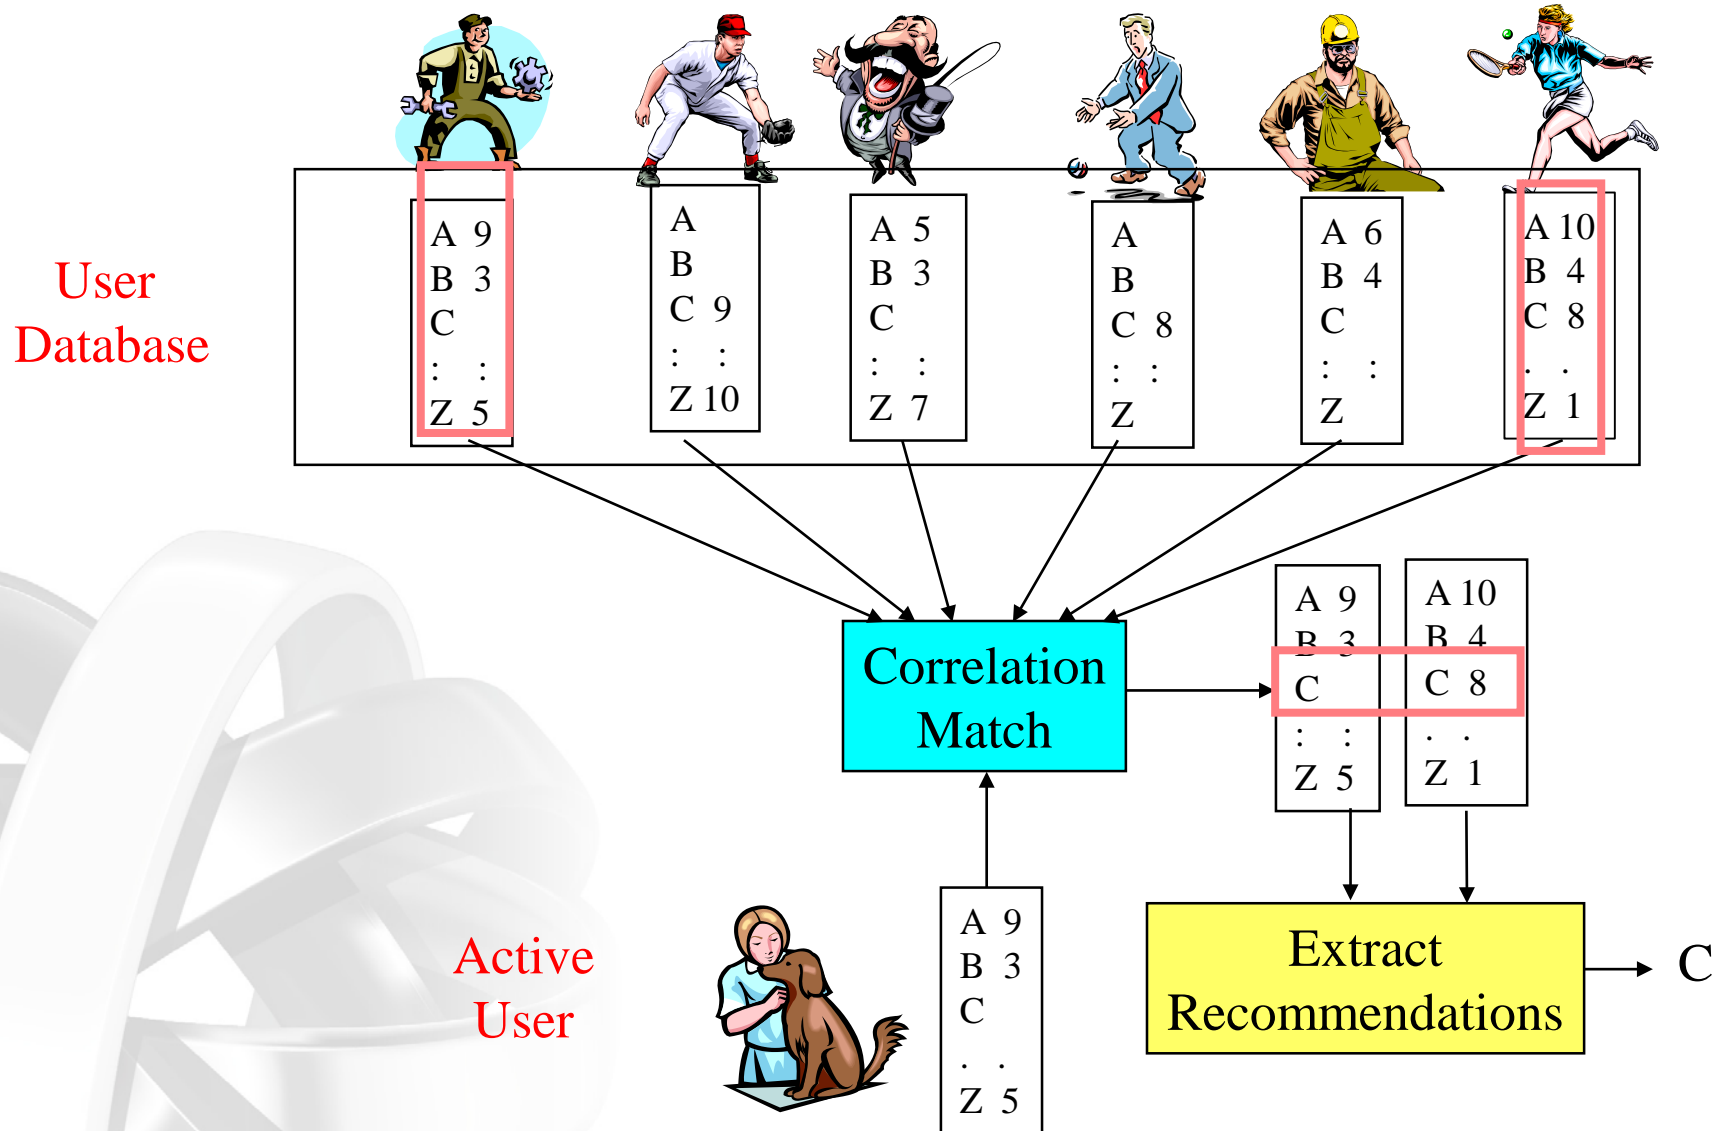 User
Database
A 9
B 3
C
: :
Z 5
A
B
C 9
: :
Z 10
A 5
B 3
C
: :
Z 7
A
B
C 8
: :
Z
A 6
B 4
C
: :
Z
A 10
B 4
C 8
. .
Z 1
Correlation
Match
A 9
B 3
C
: :
Z 5
A 10
B 4
C 8
. .
Z 1
Active
User
A 9
B 3
C
. .
Z 5
Extract
Recommendations
C